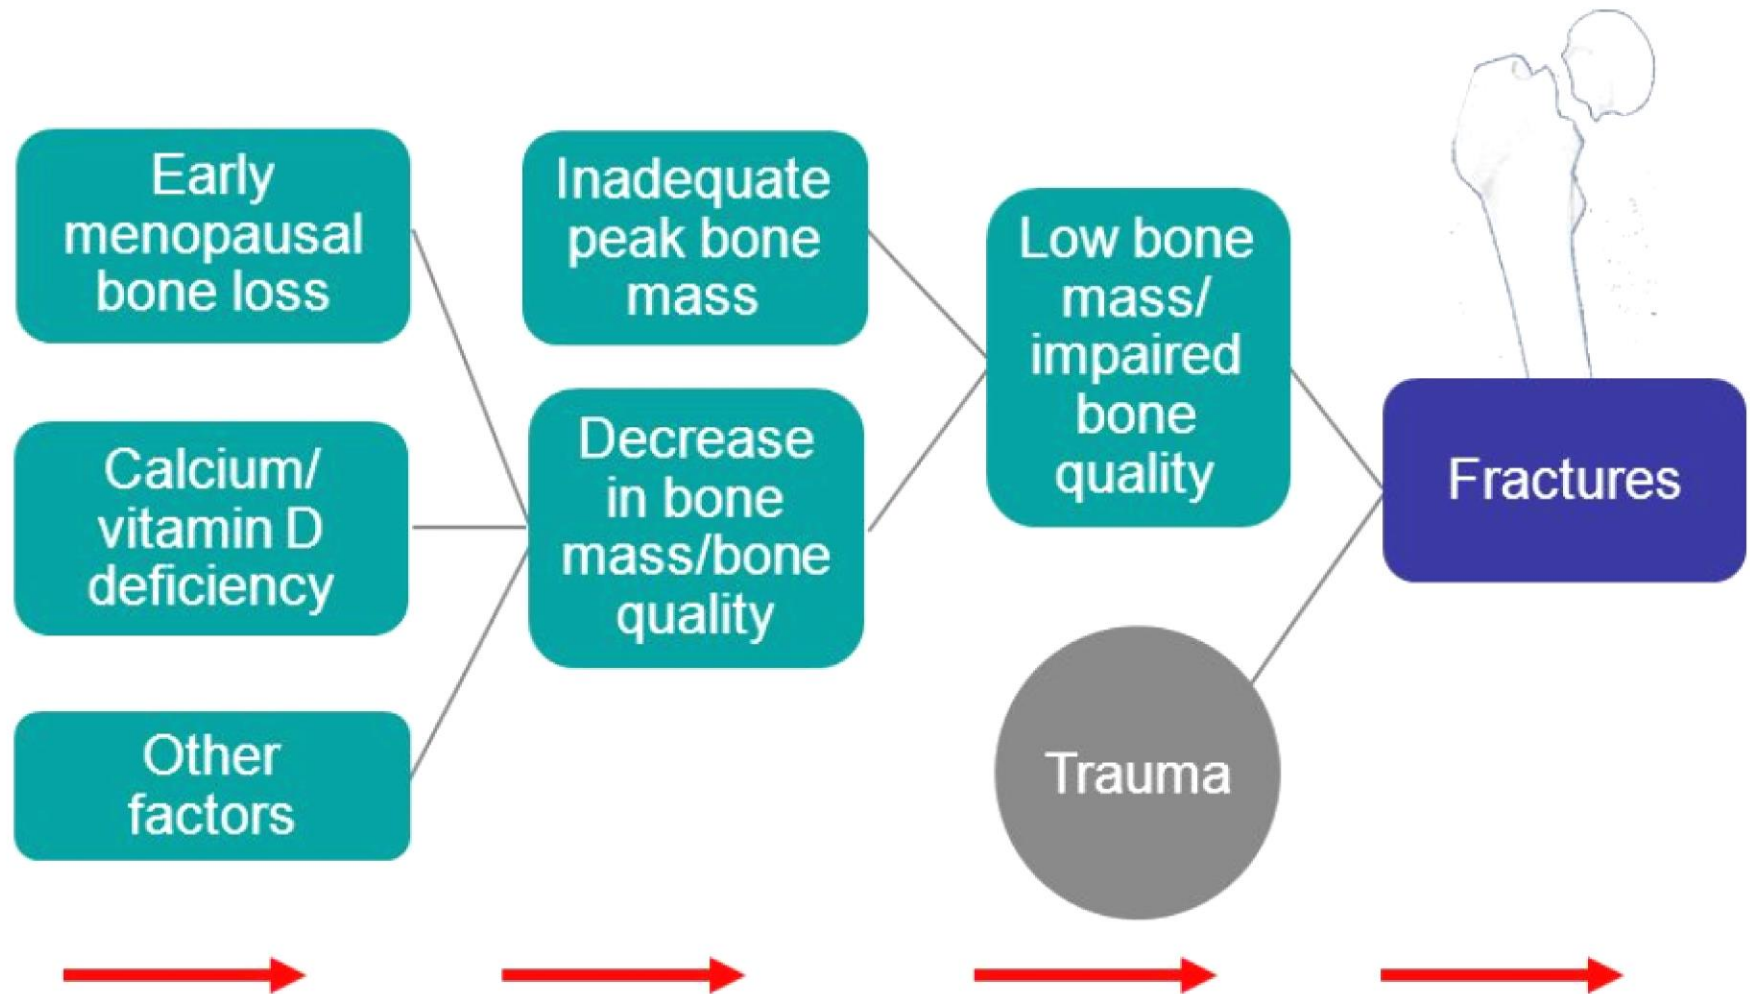 Early
menopausal
bone loss
Calcium/
vitamin D
deficiency
Other
factors
Inadequate
peak bone
mass
Decrease
in bone
mass/bone
quality
Low bone
mass/
impaired
bone
quality
Trauma
Fractures